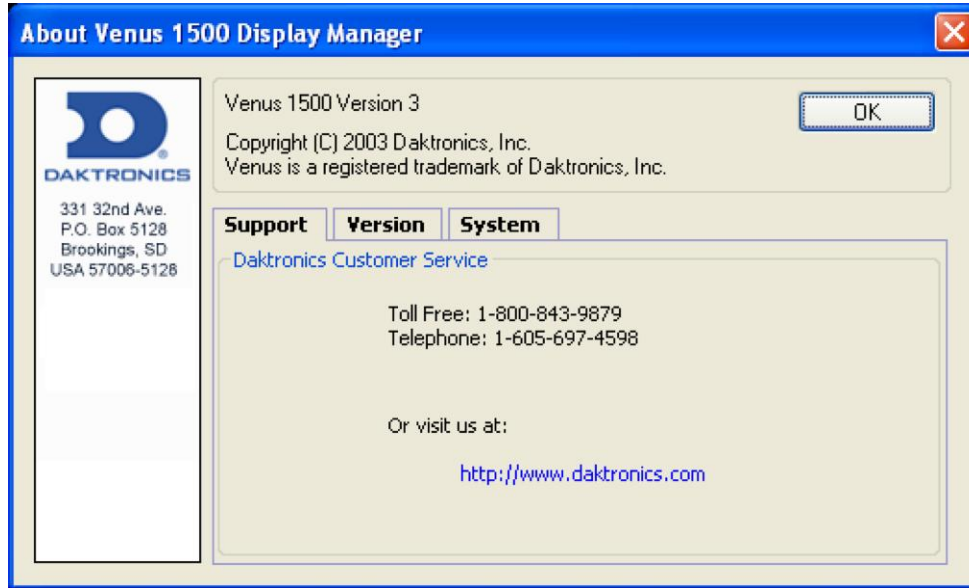 About Venus 1500 Display Manager
DAKTRONICS
331 32nd Ave.
P.O. Box 5128
Brookings, SD
USA 57006-5128
Venus 1500 Version 3
Copyright (C) 2003 Daktronics, Inc.
Venus is a registered trademark of Daktronics, Inc.
OK
Support Version System
Daktronics Customer Service
Toll Free: 1-800-843-9879
Telephone: 1-605-697-4598
Or visit us at:
http://www.daktronics.com